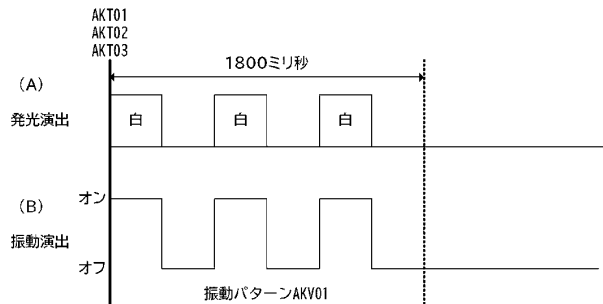 AKT01
AKT02
AKT03
1800ミリ秒
(A)
発光演出
白 白 白
(B)
振動演出
オン
オフ
振動パターンAKV01